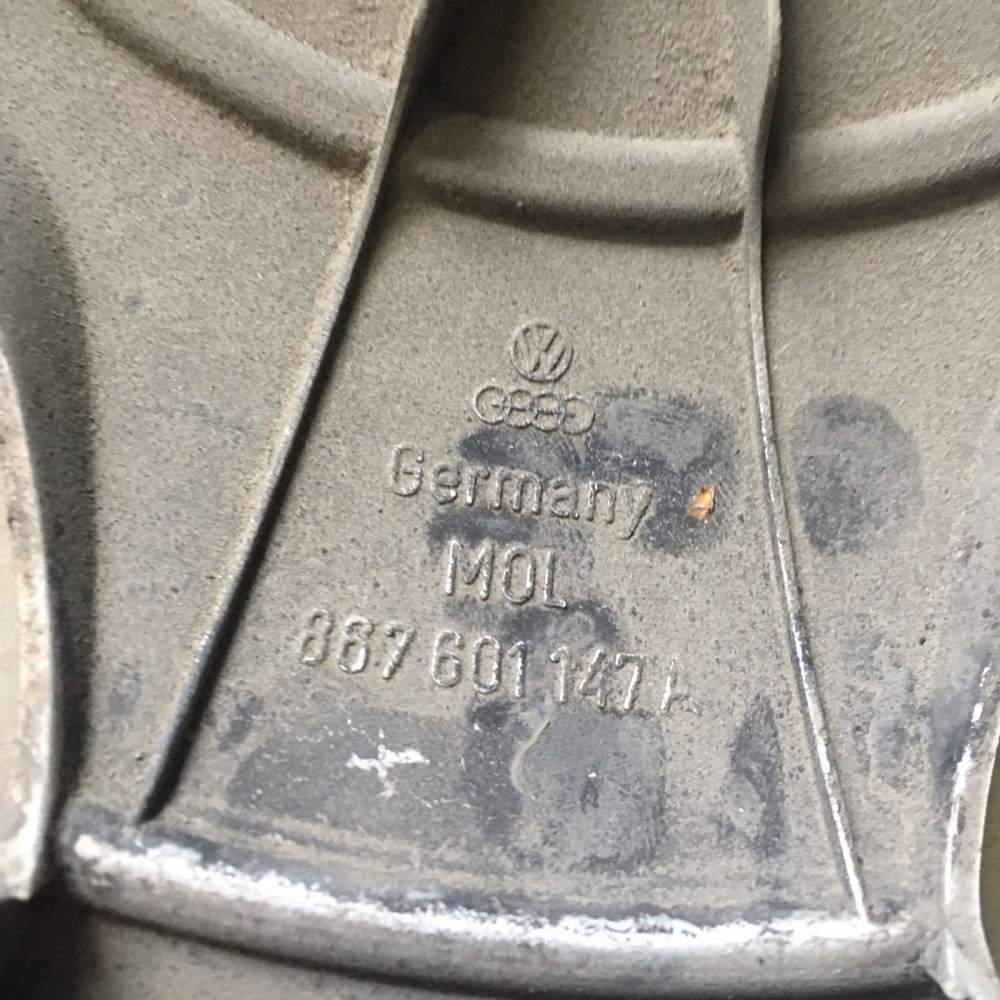 VW
Germany
MOL
867 601 147 A